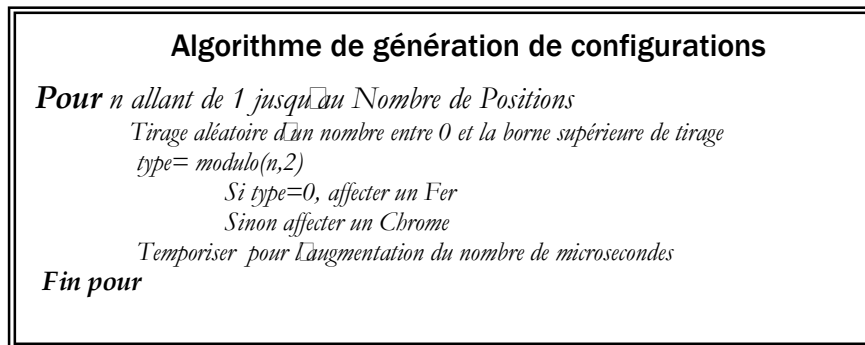 Algorithme de génération de configurations
Pour n allant de 1 jusqu□au Nombre de Positions
Tirage aléatoire d□un nombre entre 0 et la borne supérieure de tirage
type= modulo(n,2)
Si type=0, affecter un Fer
Sinon affecter un Chrome
Temporiser pour l□augmentation du nombre de microsecondes
Fin pour